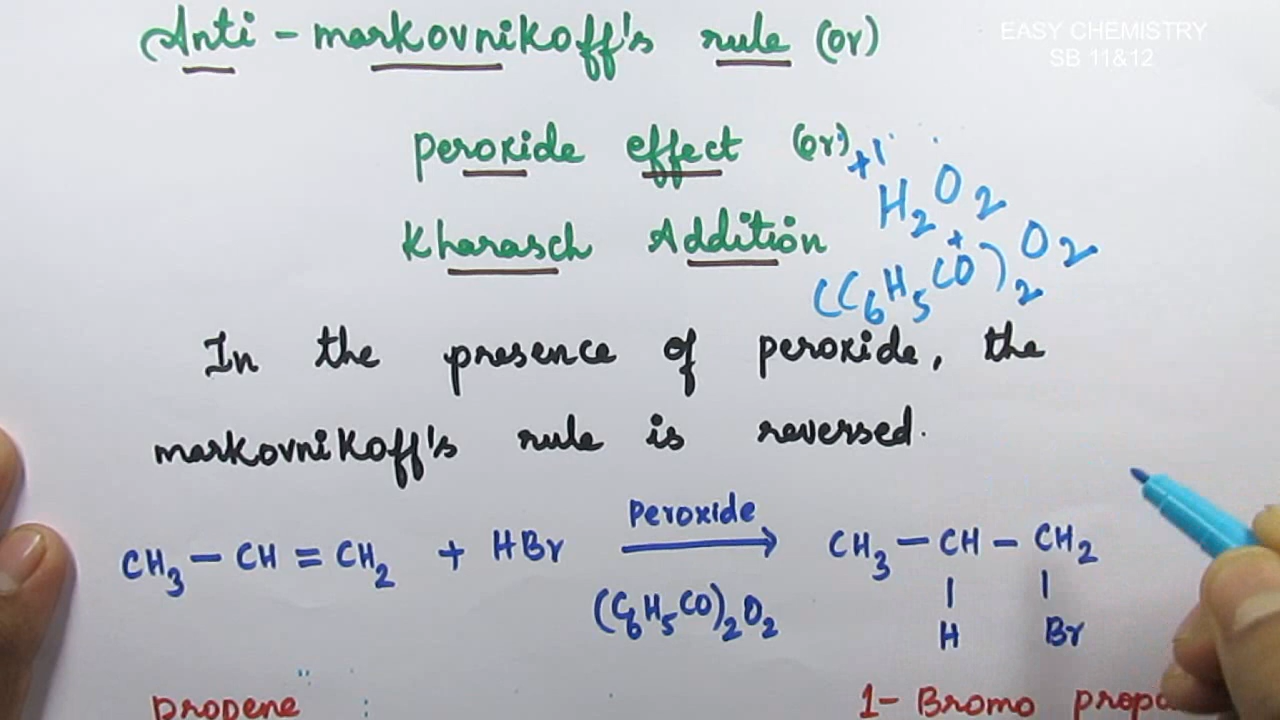 EASY CHEMISTRY
SB 11&12
Anti-markovnikoff's rule (or)
peroxide effect (or)
Kharasch Addition
+1
H2O2
+
(C6H5CO)2O2
In the presence of peroxide, the
markovnikoff's rule is reversed.
Peroxide
CH3 — CH = CH2 + HBr ⟶ CH3 — CH — CH2
(C6H5CO)2O2
| |
H Br
propene 1- Bromo